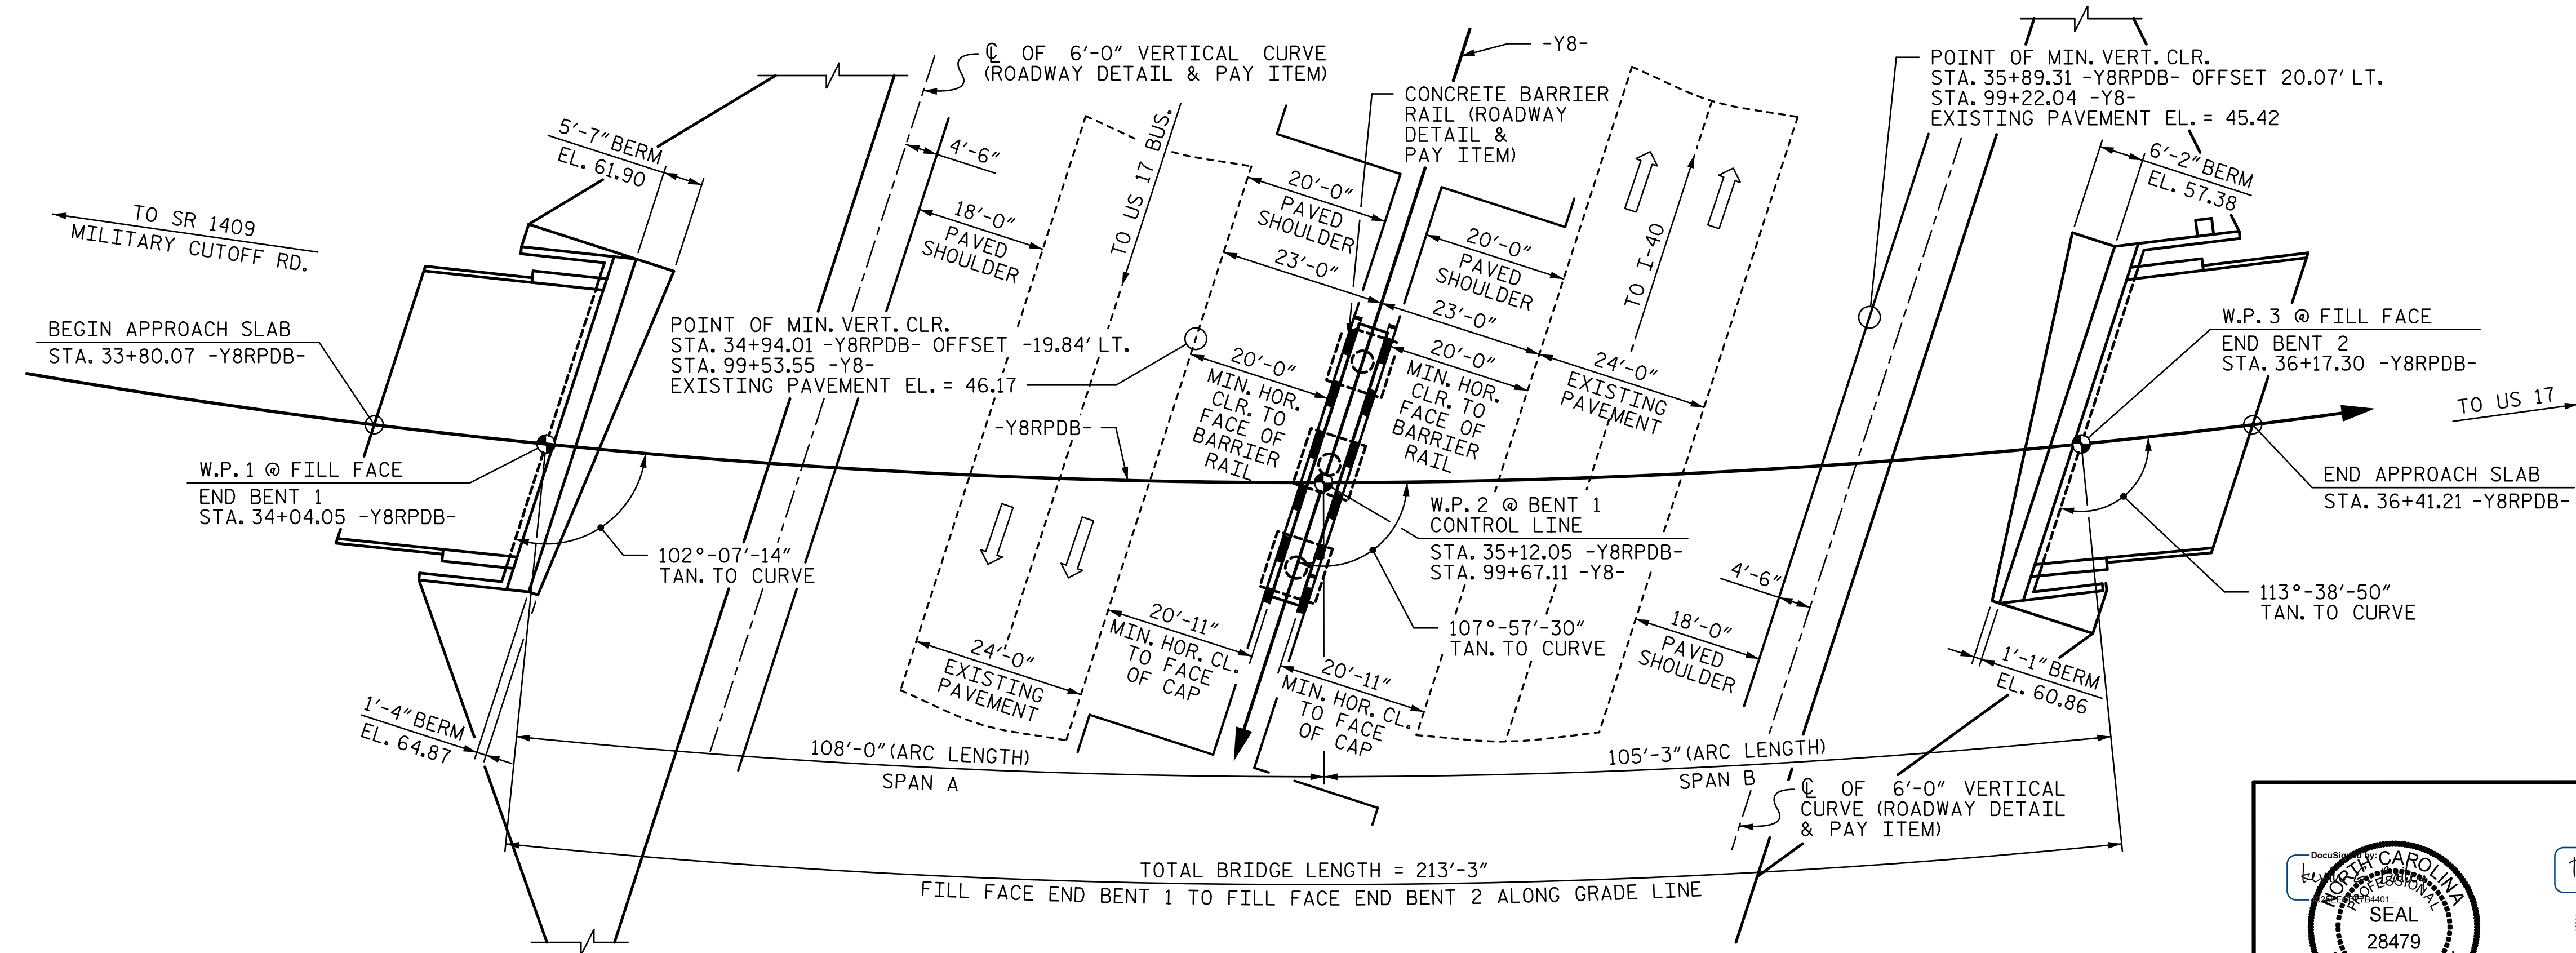 ℄ OF 6'-0" VERTICAL CURVE
(ROADWAY DETAIL & PAY ITEM)
-Y8-
CONCRETE BARRIER
RAIL (ROADWAY
DETAIL &
PAY ITEM)
POINT OF MIN. VERT. CLR.
STA. 35+89.31 -Y8RPDB- OFFSET 20.07' LT.
STA. 99+22.04 -Y8-
EXISTING PAVEMENT EL. = 45.42
5'-7" BERM
EL. 61.90
4'-6"
18'-0"
PAVED
SHOULDER
TO US 17 BUS.
20'-0"
PAVED
SHOULDER
23'-0"
20'-0"
PAVED
SHOULDER
23'-0"
TO I-40
6'-2" BERM
EL. 57.38
TO SR 1409
MILITARY CUTOFF RD.
BEGIN APPROACH SLAB
STA. 33+80.07 -Y8RPDB-
POINT OF MIN. VERT. CLR.
STA. 34+94.01 -Y8RPDB- OFFSET -19.84' LT.
STA. 99+53.55 -Y8-
EXISTING PAVEMENT EL. = 46.17
20'-0"
MIN. HOR.
CLR. TO
FACE OF
BARRIER
RAIL
20'-0"
MIN. HOR.
CLR. TO
FACE OF
BARRIER
RAIL
24'-0"
EXISTING
PAVEMENT
W.P. 3 @ FILL FACE
END BENT 2
STA. 36+17.30 -Y8RPDB-
TO US 17
-Y8RPDB-
W.P. 1 @ FILL FACE
END BENT 1
STA. 34+04.05 -Y8RPDB-
102°-07'-14"
TAN. TO CURVE
W.P. 2 @ BENT 1
CONTROL LINE
STA. 35+12.05 -Y8RPDB-
STA. 99+67.11 -Y8-
END APPROACH SLAB
STA. 36+41.21 -Y8RPDB-
4'-6"
113°-38'-50"
TAN. TO CURVE
107°-57'-30"
TAN. TO CURVE
18'-0"
PAVED
SHOULDER
24'-0"
EXISTING
PAVEMENT
20'-11"
MIN. HOR. CL.
TO FACE
OF CAP
20'-11"
MIN. HOR. CL.
TO FACE
OF CAP
1'-1" BERM
EL. 60.86
1'-4" BERM
EL. 64.87
108'-0" (ARC LENGTH)
SPAN A
105'-3" (ARC LENGTH)
SPAN B
℄ OF 6'-0" VERTICAL
CURVE (ROADWAY DETAIL
& PAY ITEM)
TOTAL BRIDGE LENGTH = 213'-3"
FILL FACE END BENT 1 TO FILL FACE END BENT 2 ALONG GRADE LINE
DocuSigned by:
NORTH CAROLINA
PROFESSIONAL
SEAL
28479